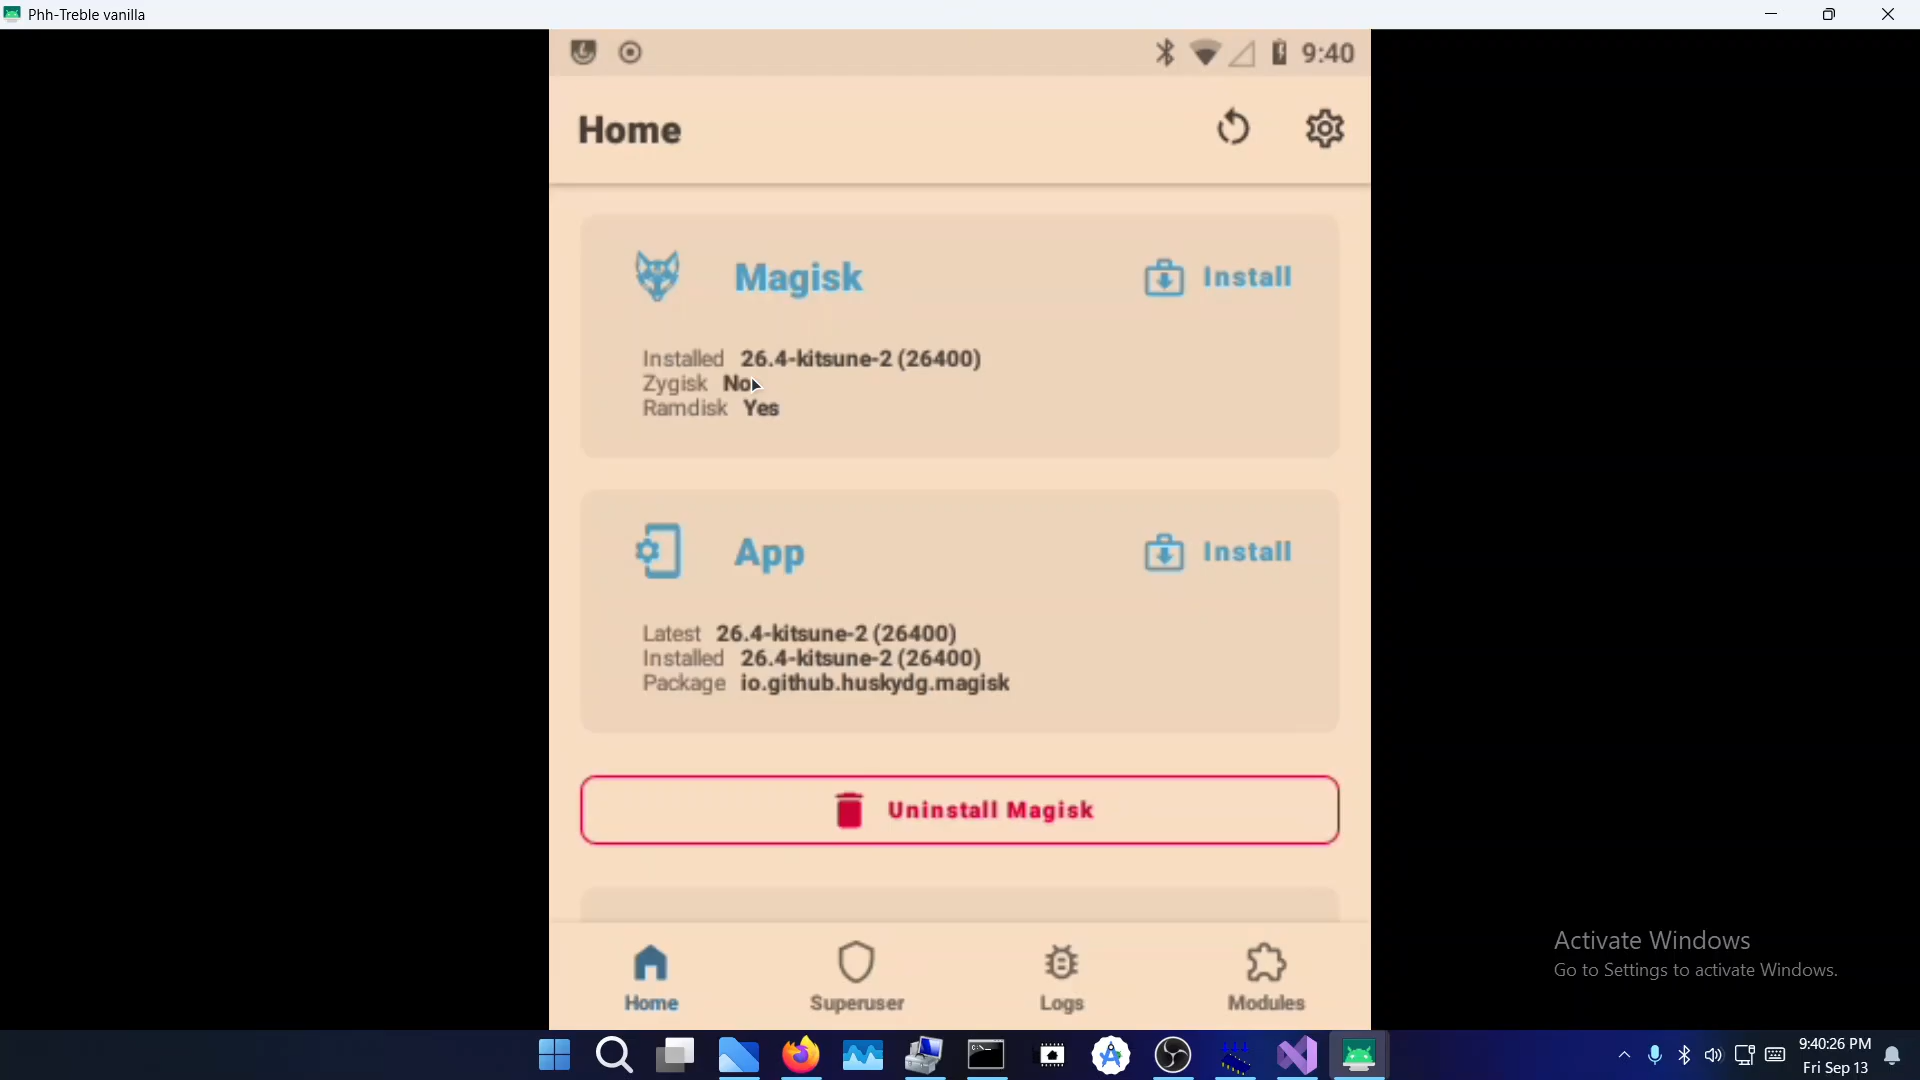 Phh-Treble vanilla
9:40
Home
Magisk
Install
Installed 26.4-kitsune-2 (26400)
Zygisk No
Ramdisk Yes
App
Install
Latest 26.4-kitsune-2 (26400)
Installed 26.4-kitsune-2 (26400)
Package io.github.huskydg.magisk
Uninstall Magisk
Home
Superuser
Logs
Modules
Activate Windows
Go to Settings to activate Windows.
9:40:26 PM
Fri Sep 13